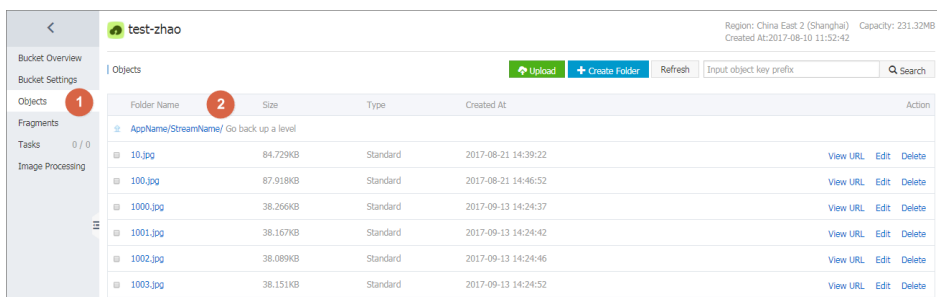 test-zhao
Region: China East 2 (Shanghai) Capacity: 231.32MB
Created At:2017-08-10 11:52:42
Bucket Overview
Bucket Settings
Objects
1
Fragments
Tasks 0 / 0
Image Processing
Objects
Upload
Create Folder
Refresh
Input object key prefix
Search
Folder Name 2 Size Type Created At Action
AppName/StreamName/ Go back up a level
10.jpg 84.729KB Standard 2017-08-21 14:39:22 View URL Edit Delete
100.jpg 87.918KB Standard 2017-08-21 14:46:52 View URL Edit Delete
1000.jpg 38.266KB Standard 2017-09-13 14:24:37 View URL Edit Delete
1001.jpg 38.167KB Standard 2017-09-13 14:24:42 View URL Edit Delete
1002.jpg 38.089KB Standard 2017-09-13 14:24:46 View URL Edit Delete
1003.jpg 38.151KB Standard 2017-09-13 14:24:52 View URL Edit Delete